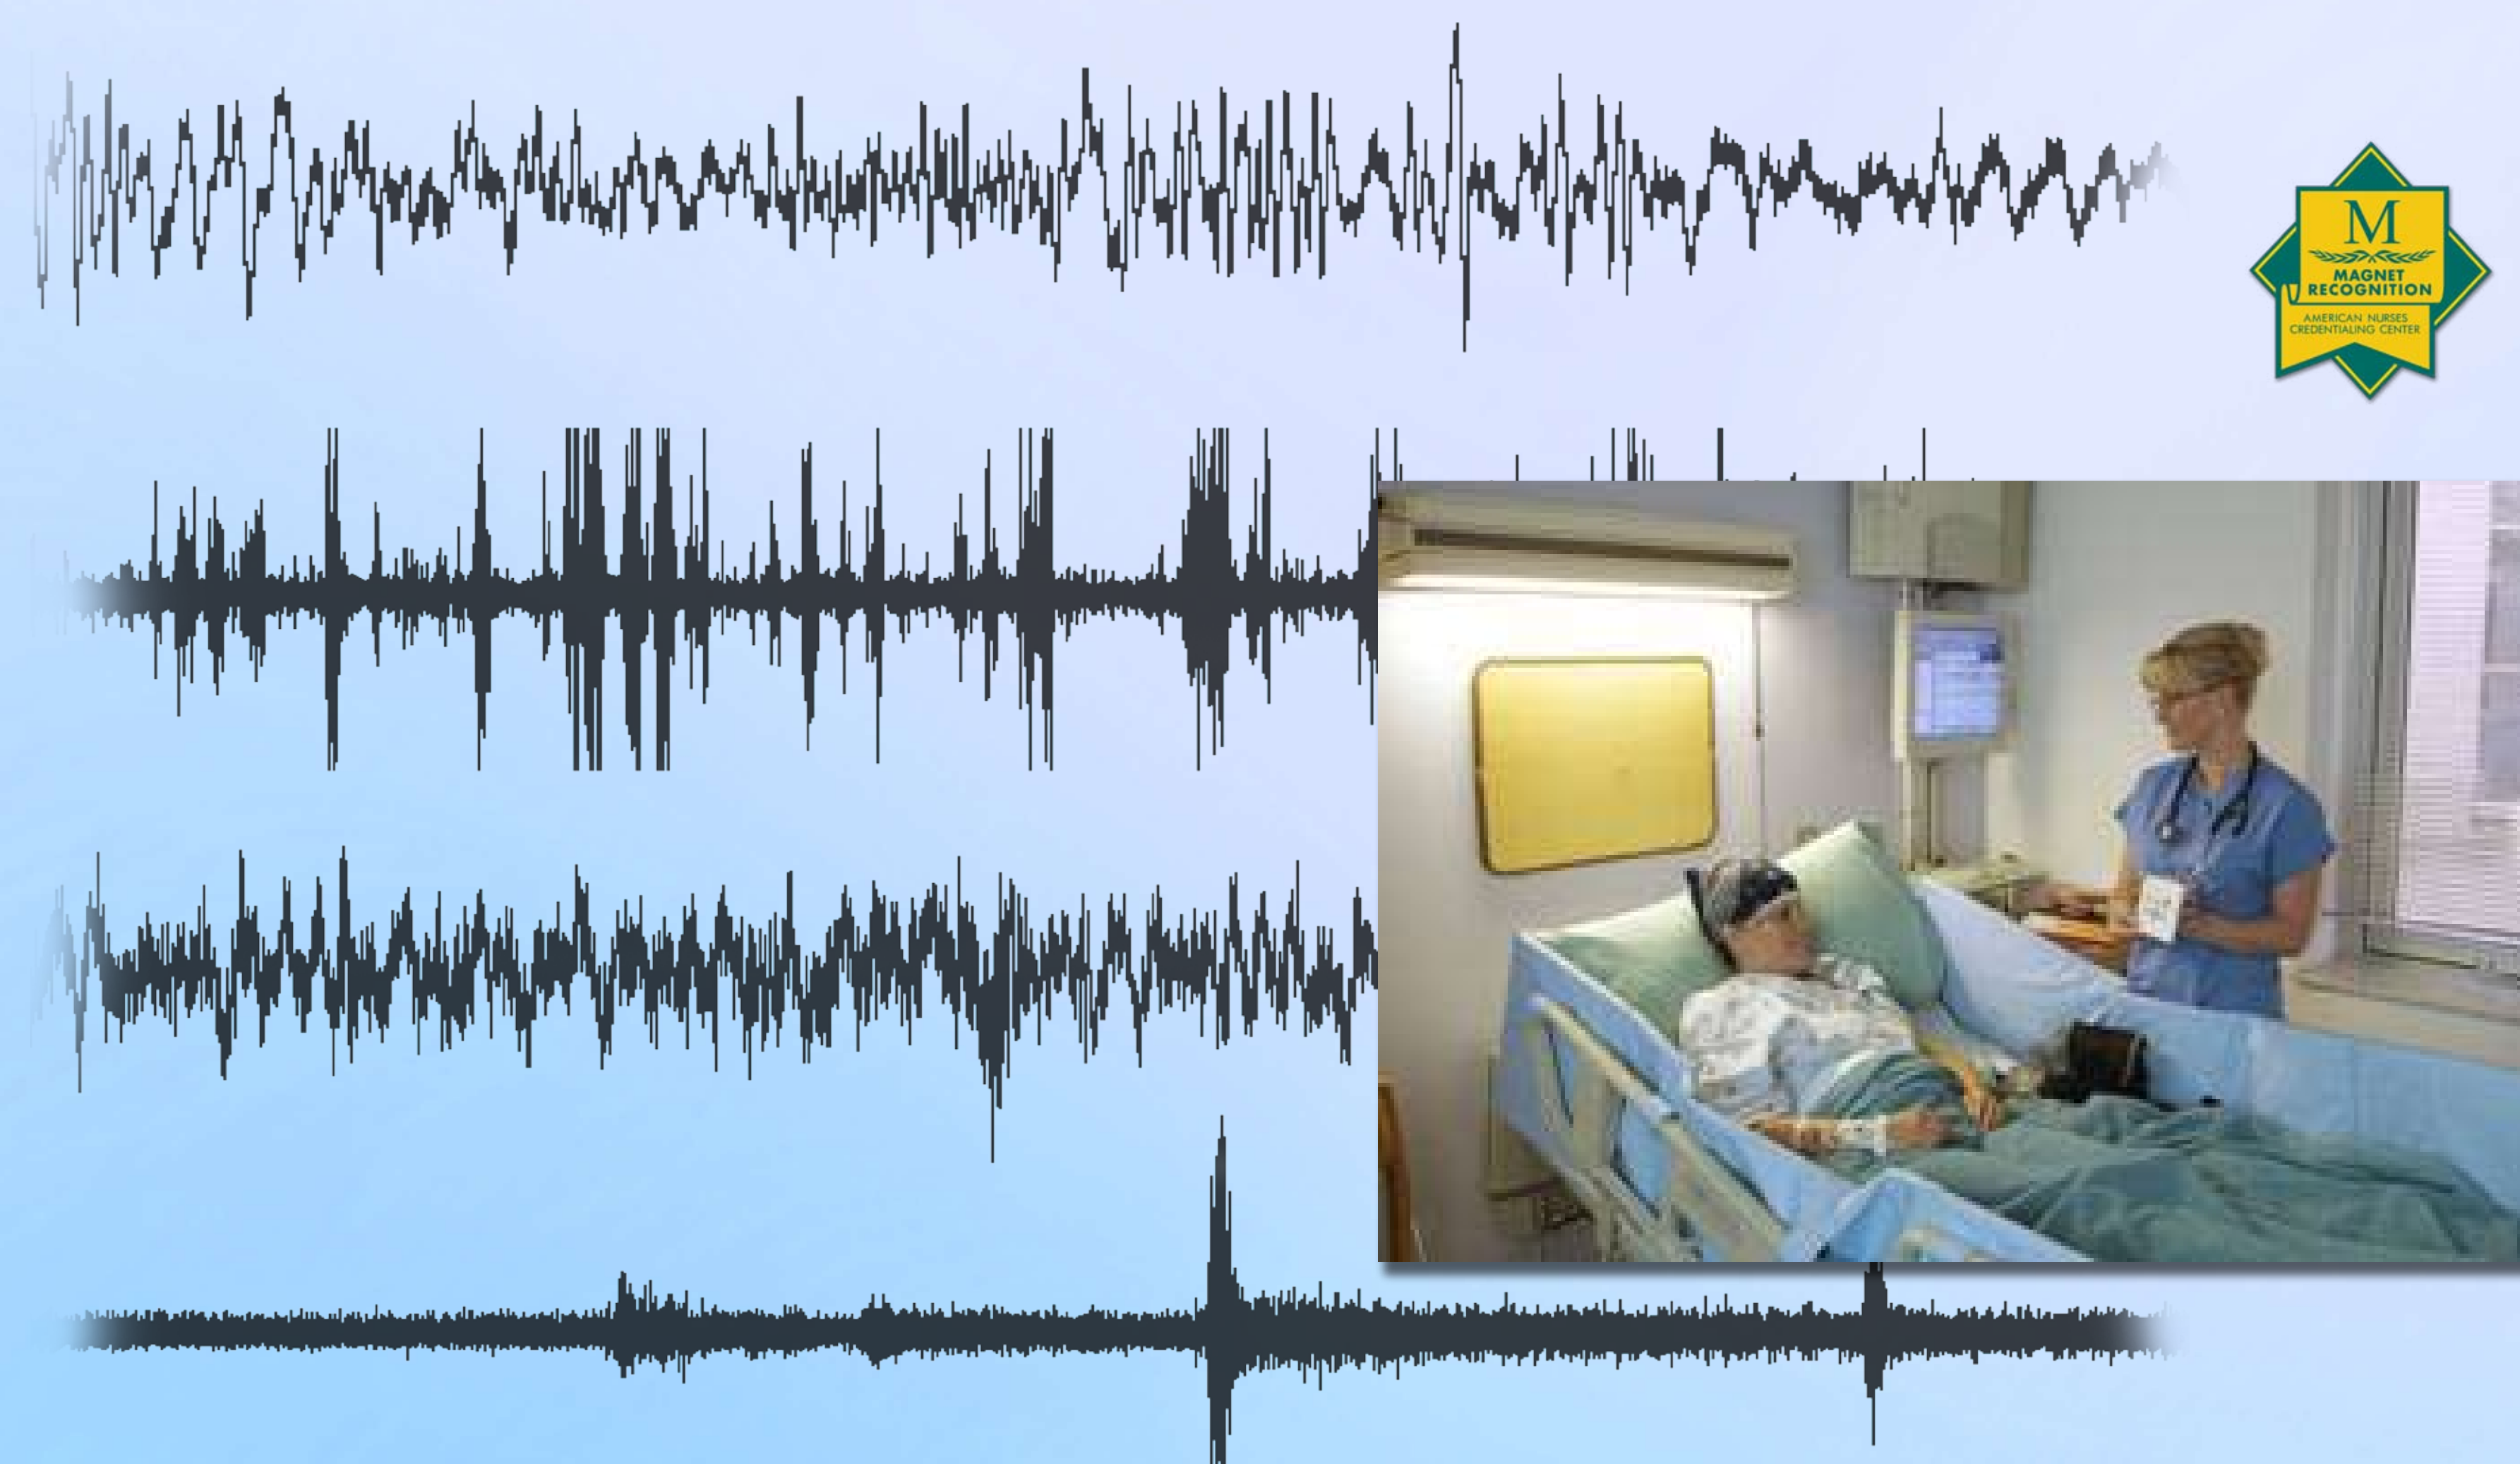 M
MAGNET
RECOGNITION
AMERICAN NURSES
CREDENTIALING CENTER